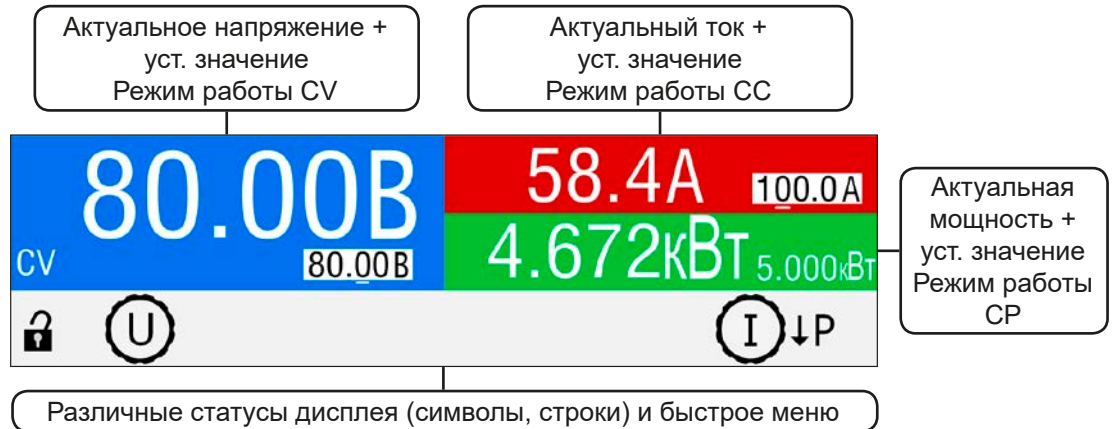 Актуальное напряжение +
уст. значение
Режим работы CV
Актуальный ток +
уст. значение
Режим работы CC
80.00В
CV
80.00В
58.4А
100.0А
4.672кВт
5.000кВт
Актуальная
мощность +
уст. значение
Режим работы
CP
U
I ↓P
Различные статусы дисплея (символы, строки) и быстрое меню